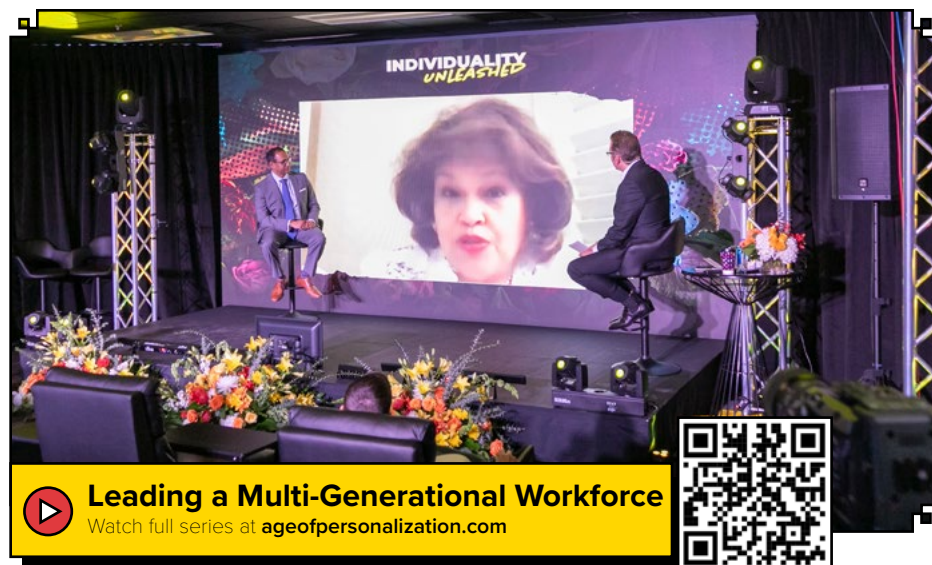 INDIVIDUALITY
UNLEASHED
Leading a Multi-Generational Workforce
Watch full series at ageofpersonalization.com